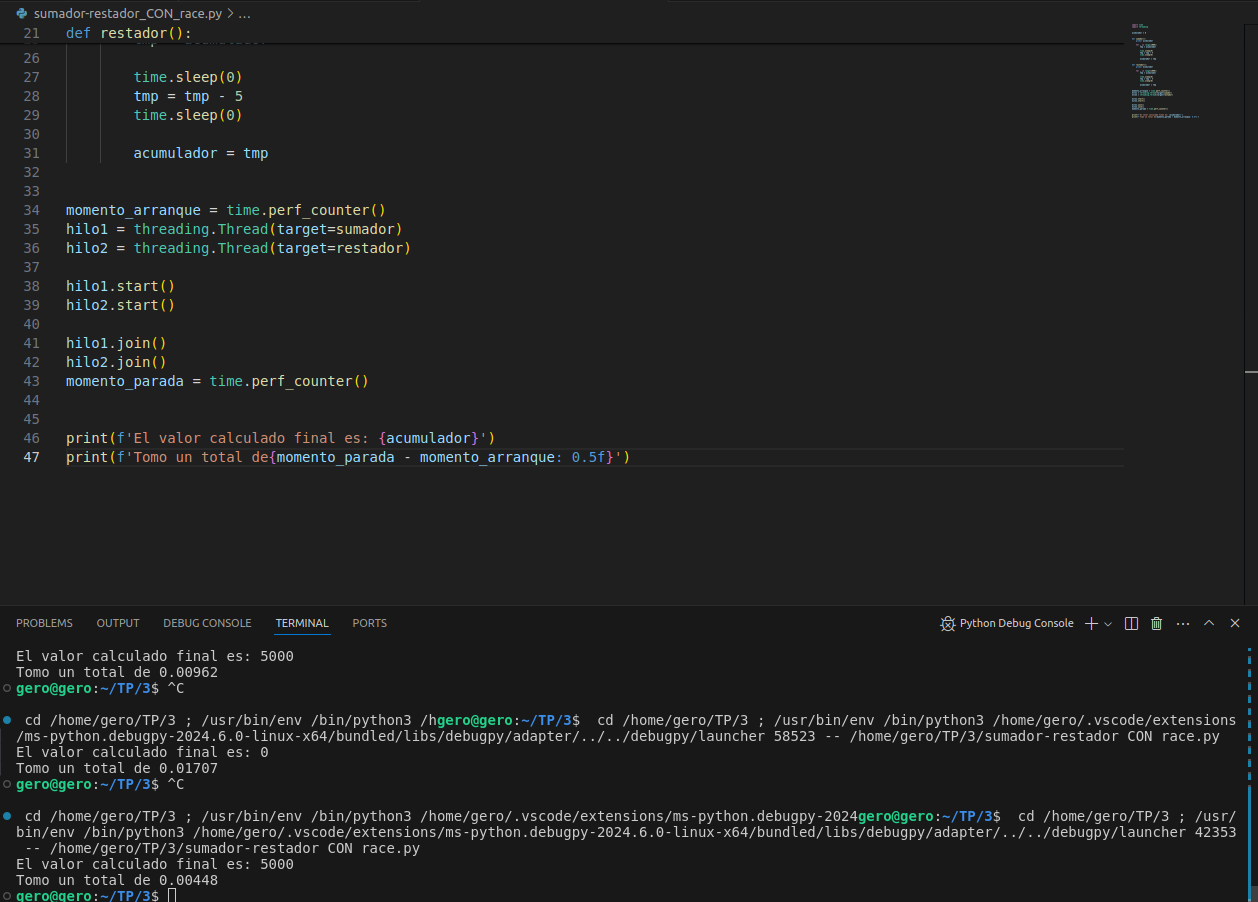 sumador-restador_CON_race.py > ...
21 def restador():
26
27 time.sleep(0)
28 tmp = tmp - 5
29 time.sleep(0)
30
31 acumulador = tmp
32
33
34 momento_arranque = time.perf_counter()
35 hilo1 = threading.Thread(target=sumador)
36 hilo2 = threading.Thread(target=restador)
37
38 hilo1.start()
39 hilo2.start()
40
41 hilo1.join()
42 hilo2.join()
43 momento_parada = time.perf_counter()
44
45
46 print(f'El valor calculado final es: {acumulador}')
47 print(f'Tomo un total de{momento_parada - momento_arranque: 0.5f}')
PROBLEMS OUTPUT DEBUG CONSOLE TERMINAL PORTS Python Debug Console
El valor calculado final es: 5000
Tomo un total de 0.00962
gero@gero:~/TP/3$ ^C
cd /home/gero/TP/3 ; /usr/bin/env /bin/python3 /hgero@gero:~/TP/3$  cd /home/gero/TP/3 ; /usr/bin/env /bin/python3 /home/gero/.vscode/extensions
/ms-python.debugpy-2024.6.0-linux-x64/bundled/libs/debugpy/adapter/../../debugpy/launcher 58523 -- /home/gero/TP/3/sumador-restador CON race.py
El valor calculado final es: 0
Tomo un total de 0.01707
gero@gero:~/TP/3$ ^C
cd /home/gero/TP/3 ; /usr/bin/env /bin/python3 /home/gero/.vscode/extensions/ms-python.debugpy-2024gero@gero:~/TP/3$  cd /home/gero/TP/3 ; /usr/
bin/env /bin/python3 /home/gero/.vscode/extensions/ms-python.debugpy-2024.6.0-linux-x64/bundled/libs/debugpy/adapter/../../debugpy/launcher 42353
-- /home/gero/TP/3/sumador-restador CON race.py
El valor calculado final es: 5000
Tomo un total de 0.00448
gero@gero:~/TP/3$